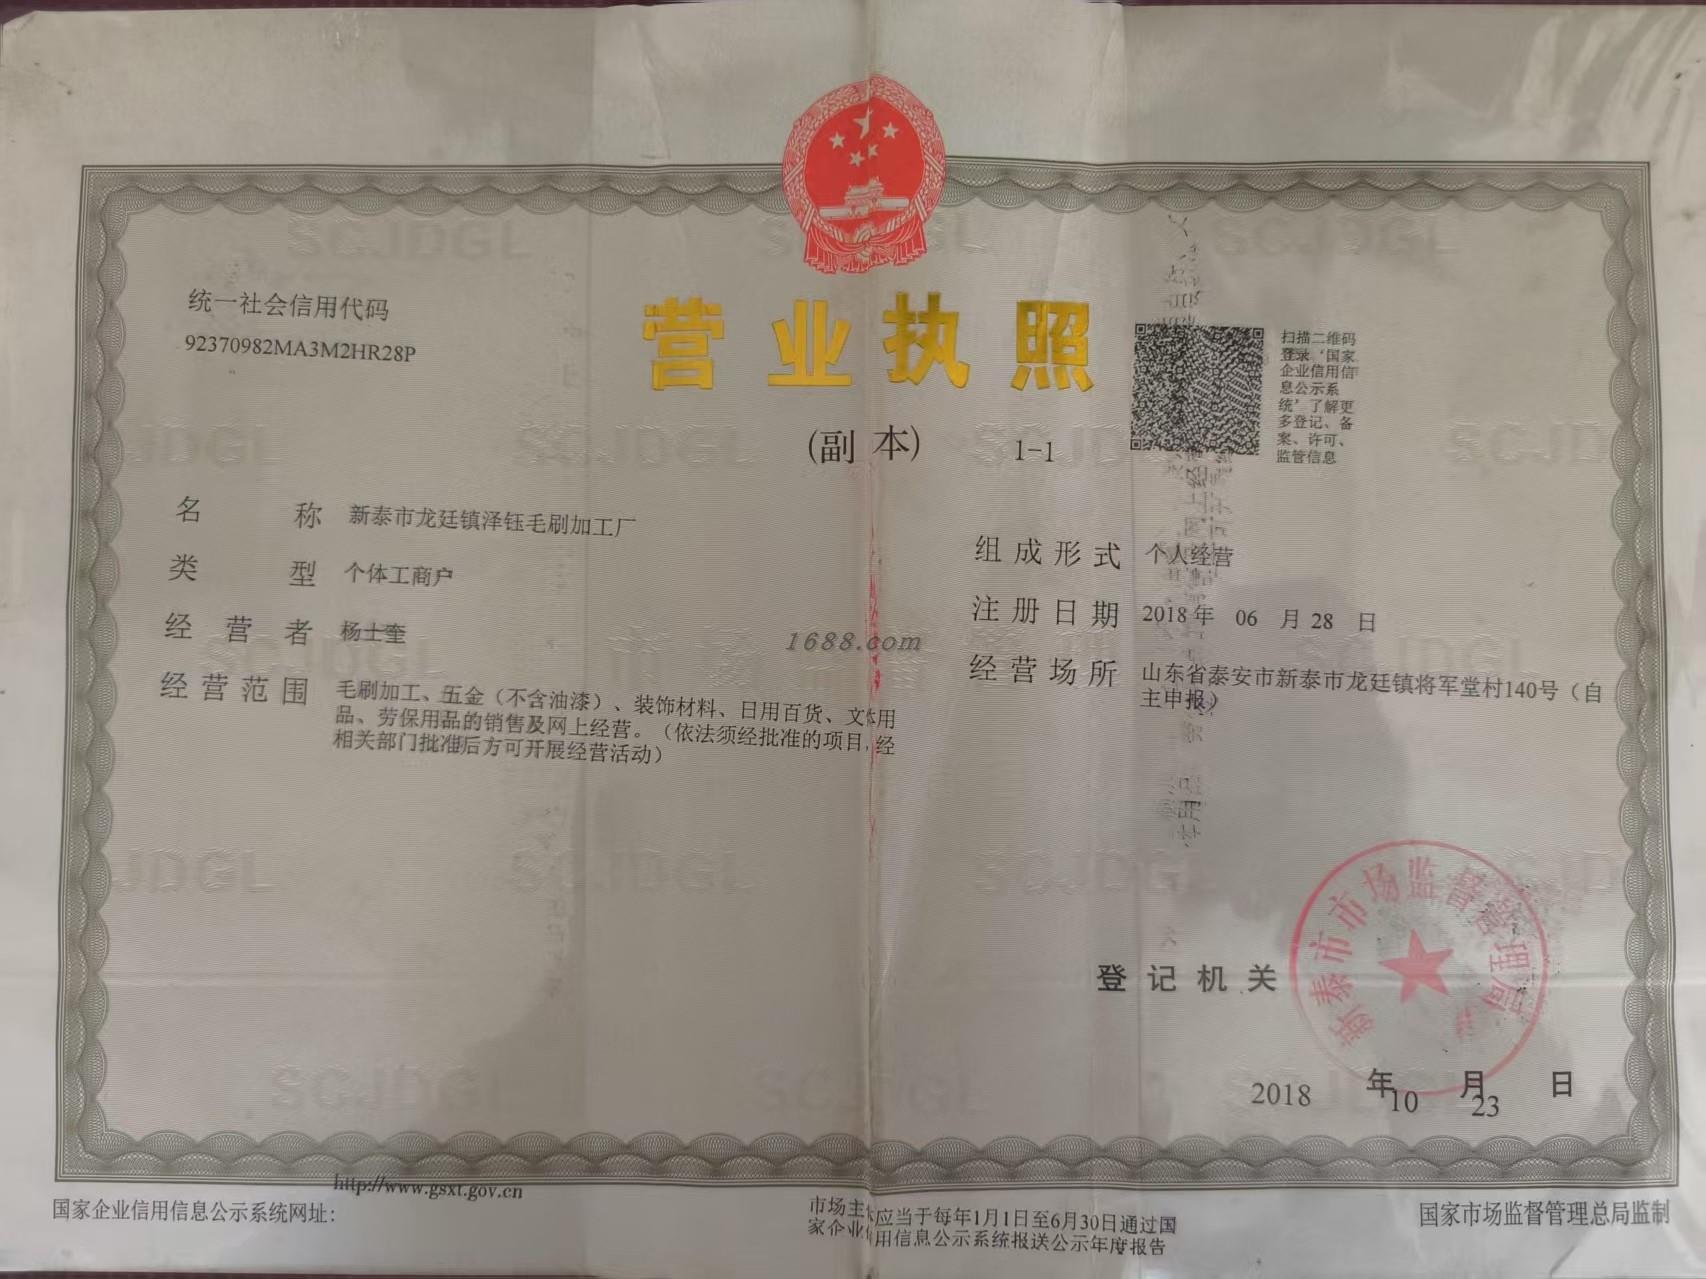 统一社会信用代码
92370982MA3M2HR28P
营业执照
(副本)
1-1
扫描二维码
登录‘国家
企业信用信
息公示系
统’了解更
多登记、备
案、许可、
监管信息
名称 新泰市龙廷镇泽钰毛刷加工厂
类型 个体工商户
经营者 杨士奎
经营范围 毛刷加工、五金（不含油漆）、装饰材料、日用百货、文体用
品、劳保用品的销售及网上经营。（依法须经批准的项目,经
相关部门批准后方可开展经营活动）
组成形式 个人经营
注册日期 2018年 06 月 28 日
经营场所 山东省泰安市新泰市龙廷镇将军堂村140号（自
主申报）
1688.com
登记机关
新泰市市场监督管理局
2018 年 10 月 23 日
国家企业信用信息公示系统网址: http://www.gsxt.gov.cn
市场主体应当于每年1月1日至6月30日通过国
家企业信用信息公示系统报送公示年度报告
国家市场监督管理总局监制
SCJDGL